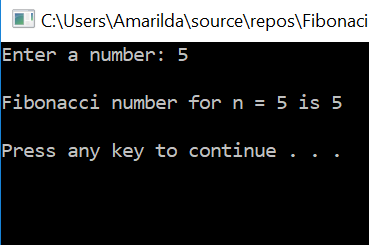 C:\Users\Amarilda\source\repos\Fibonaci
Enter a number: 5
Fibonacci number for n = 5 is 5
Press any key to continue . . .